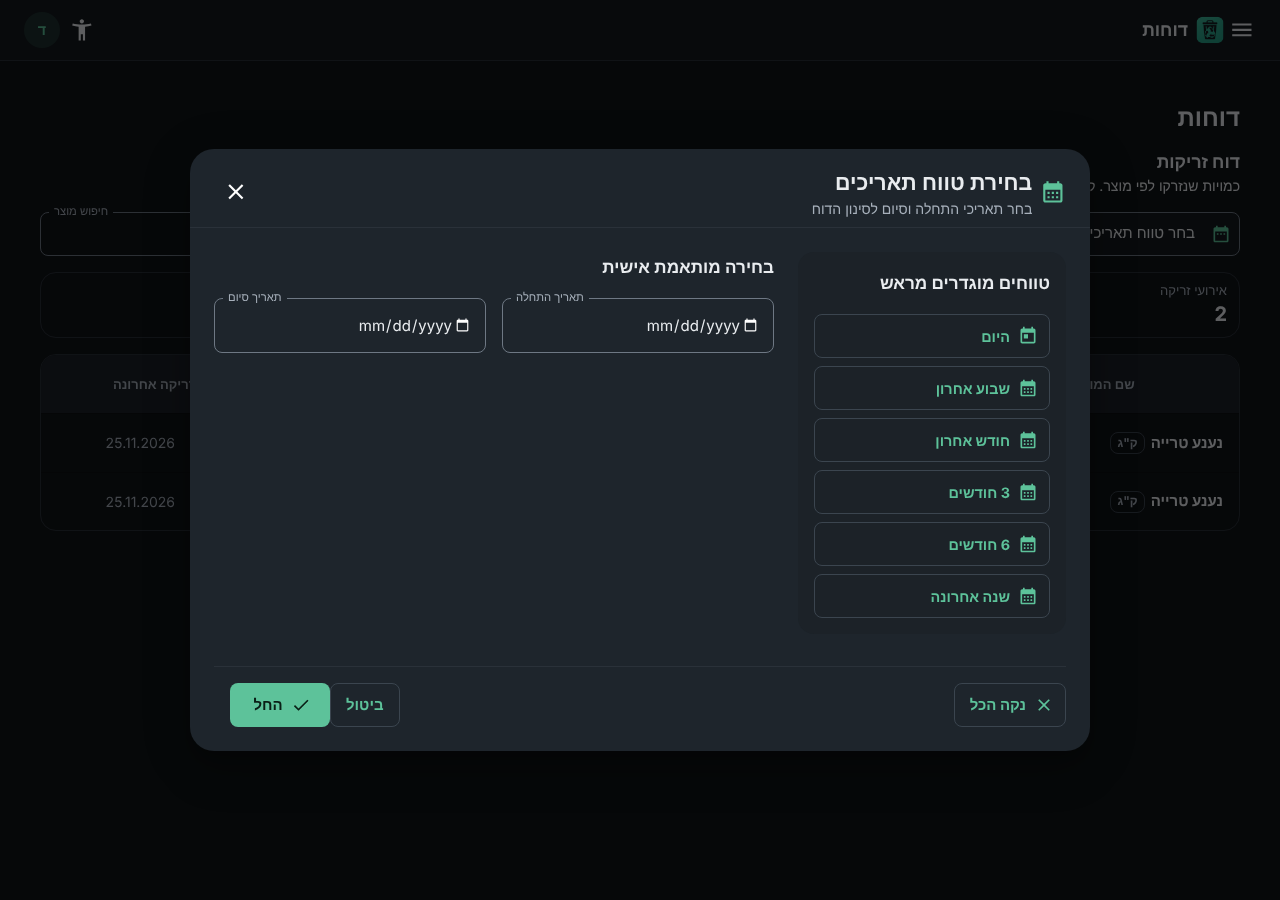 דוחות
ד
דוחות
דוח זריקות
כמויות שנזרקו לפי מוצר.
בחר טווח תאריכי
חיפוש מוצר
אירועי זריקה
2
שם
אחרונה
נענע טרייה ק"ג
25.11.2026
נענע טרייה ק"ג
25.11.2026
בחירת טווח תאריכים
בחר תאריכי התחלה וסיום לסינון הדוח
טווחים מוגדרים מראש
היום
שבוע אחרון
חודש אחרון
3 חודשים
6 חודשים
שנה אחרונה
בחירה מותאמת אישית
תאריך התחלה
mm/dd/yyyy
תאריך סיום
mm/dd/yyyy
נקה הכל
ביטול
החל